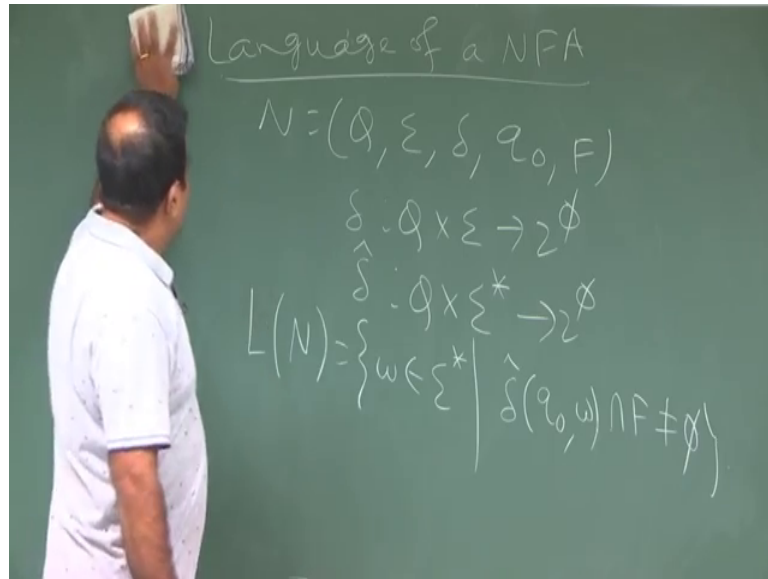 Language of a NFA
N=(Q, Σ, δ, q₀, F)
δ: Q×Σ→2^Q
δ̂: Q×Σ*→2^Q
L(N)={w∈Σ*| δ̂(q₀,w)∩F≠∅}